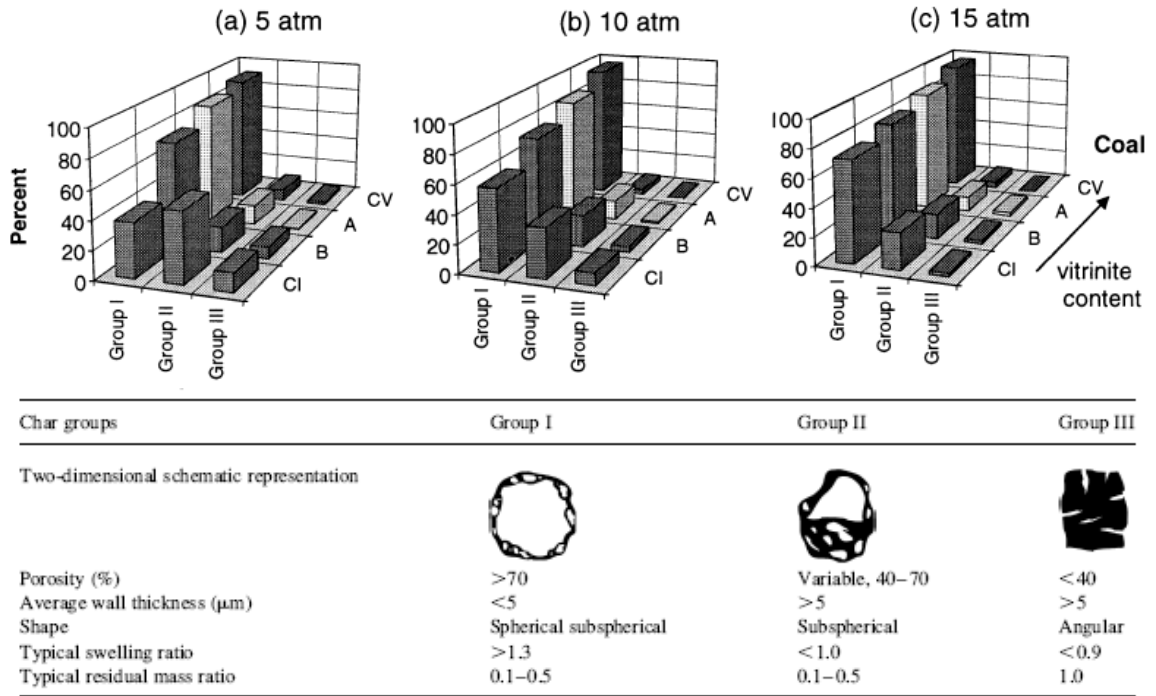 (a) 5 atm
(b) 10 atm
(c) 15 atm
Percent
100
80
60
40
20
0
Group I
Group II
Group III
CI
B
A
CV
100
80
60
40
20
0
Group I
Group II
Group III
CI
B
A
CV
100
80
60
40
20
0
Group I
Group II
Group III
CI
B
A
CV
Coal
vitrinite
content
Char groups Group I Group II Group III
Two-dimensional schematic representation
Porosity (%) >70 Variable, 40–70 <40
Average wall thickness (μm) <5 >5 >5
Shape Spherical subspherical Subspherical Angular
Typical swelling ratio >1.3 <1.0 <0.9
Typical residual mass ratio 0.1–0.5 0.1–0.5 1.0